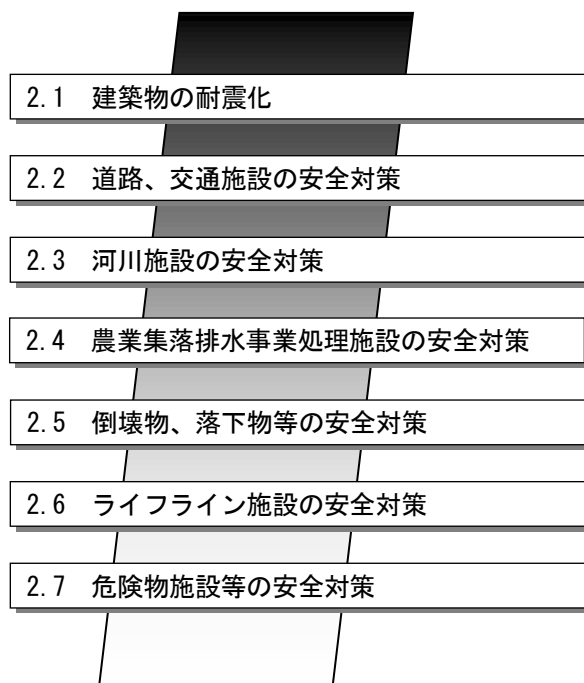 2.1 建築物の耐震化
2.2 道路、交通施設の安全対策
2.3 河川施設の安全対策
2.4 農業集落排水事業処理施設の安全対策
2.5 倒壊物、落下物等の安全対策
2.6 ライフライン施設の安全対策
2.7 危険物施設等の安全対策